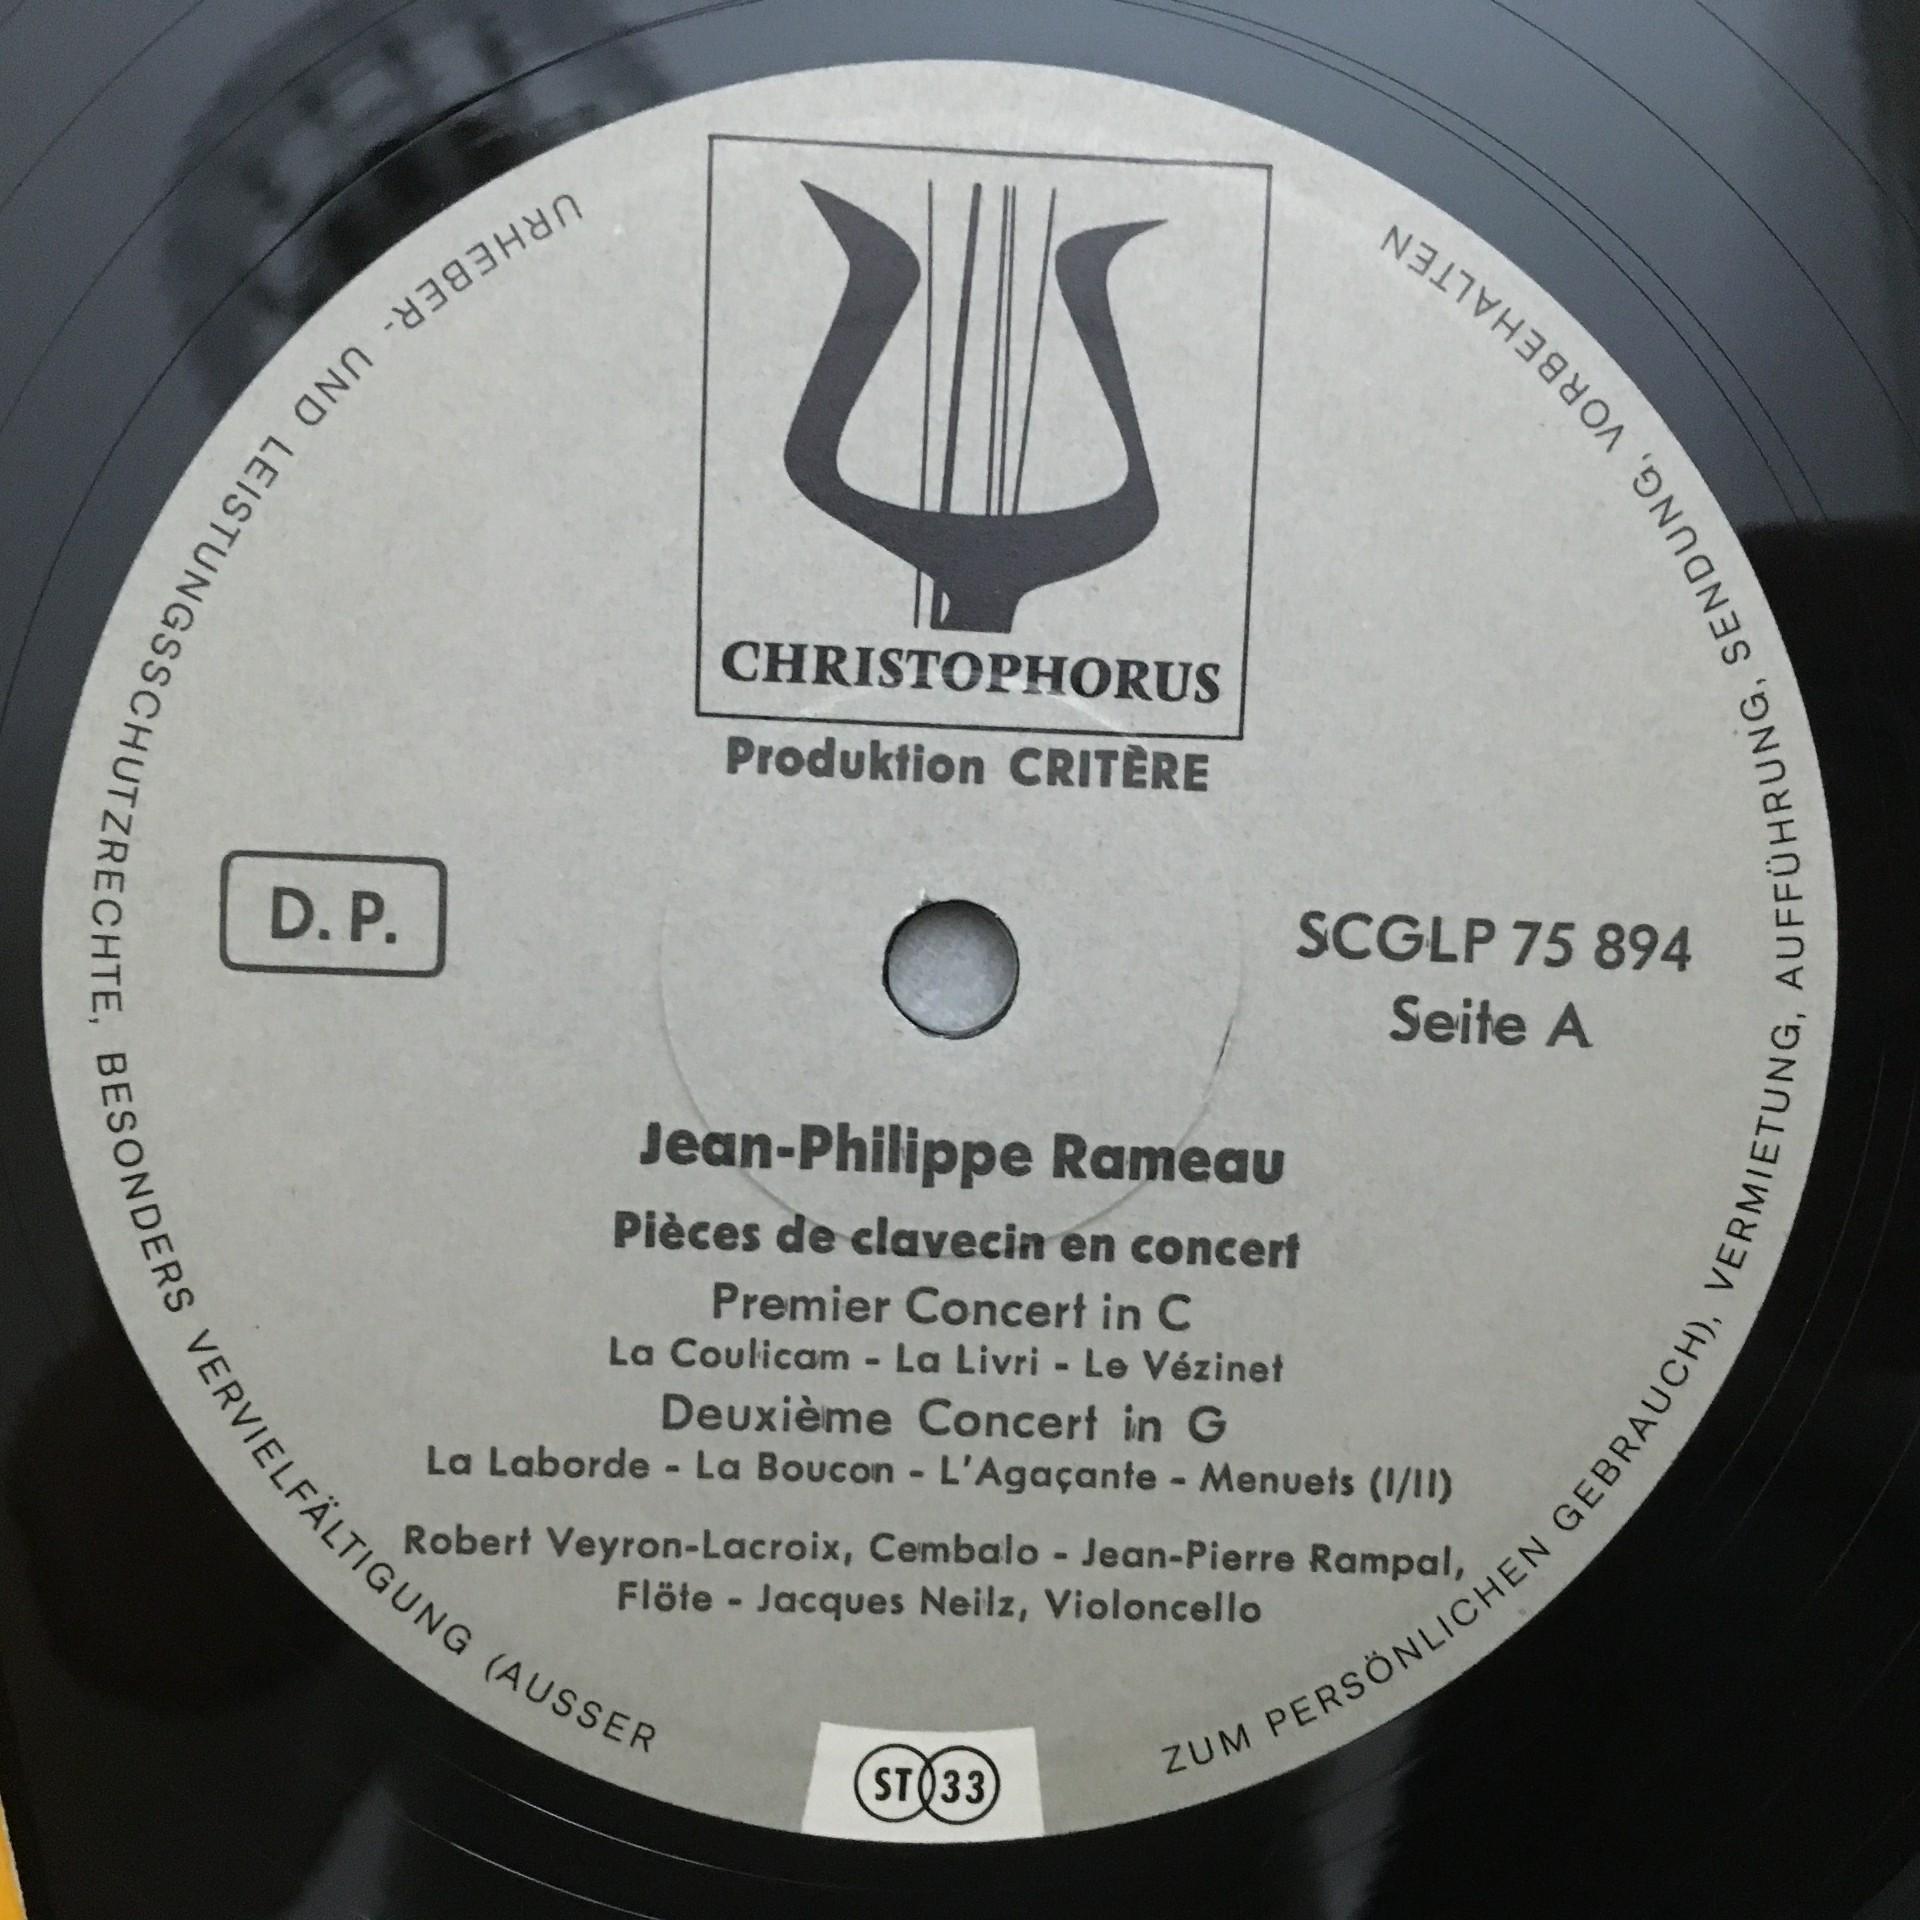 CHRISTOPHORUS
Produktion CRITÈRE
D. P.
SCGLP 75 894
Seite A
Jean-Philippe Rameau
Pièces de clavecin en concert
Premier Concert in C
La Coulicam - La Livri - Le Vézinet
Deuxième Concert in G
La Laborde - La Boucon - L'Agaçante - Menuets (I/II)
Robert Veyron-Lacroix, Cembalo - Jean-Pierre Rampal,
Flöte - Jacques Neilz, Violoncello
ST 33
URHEBER- UND LEISTUNGSSCHUTZRECHTE, BESONDERS VERVIELFÄLTIGUNG (AUSSER ZUM PERSÖNLICHEN GEBRAUCH), VERMIETUNG, AUFFÜHRUNG, SENDUNG, VORBEHALTEN